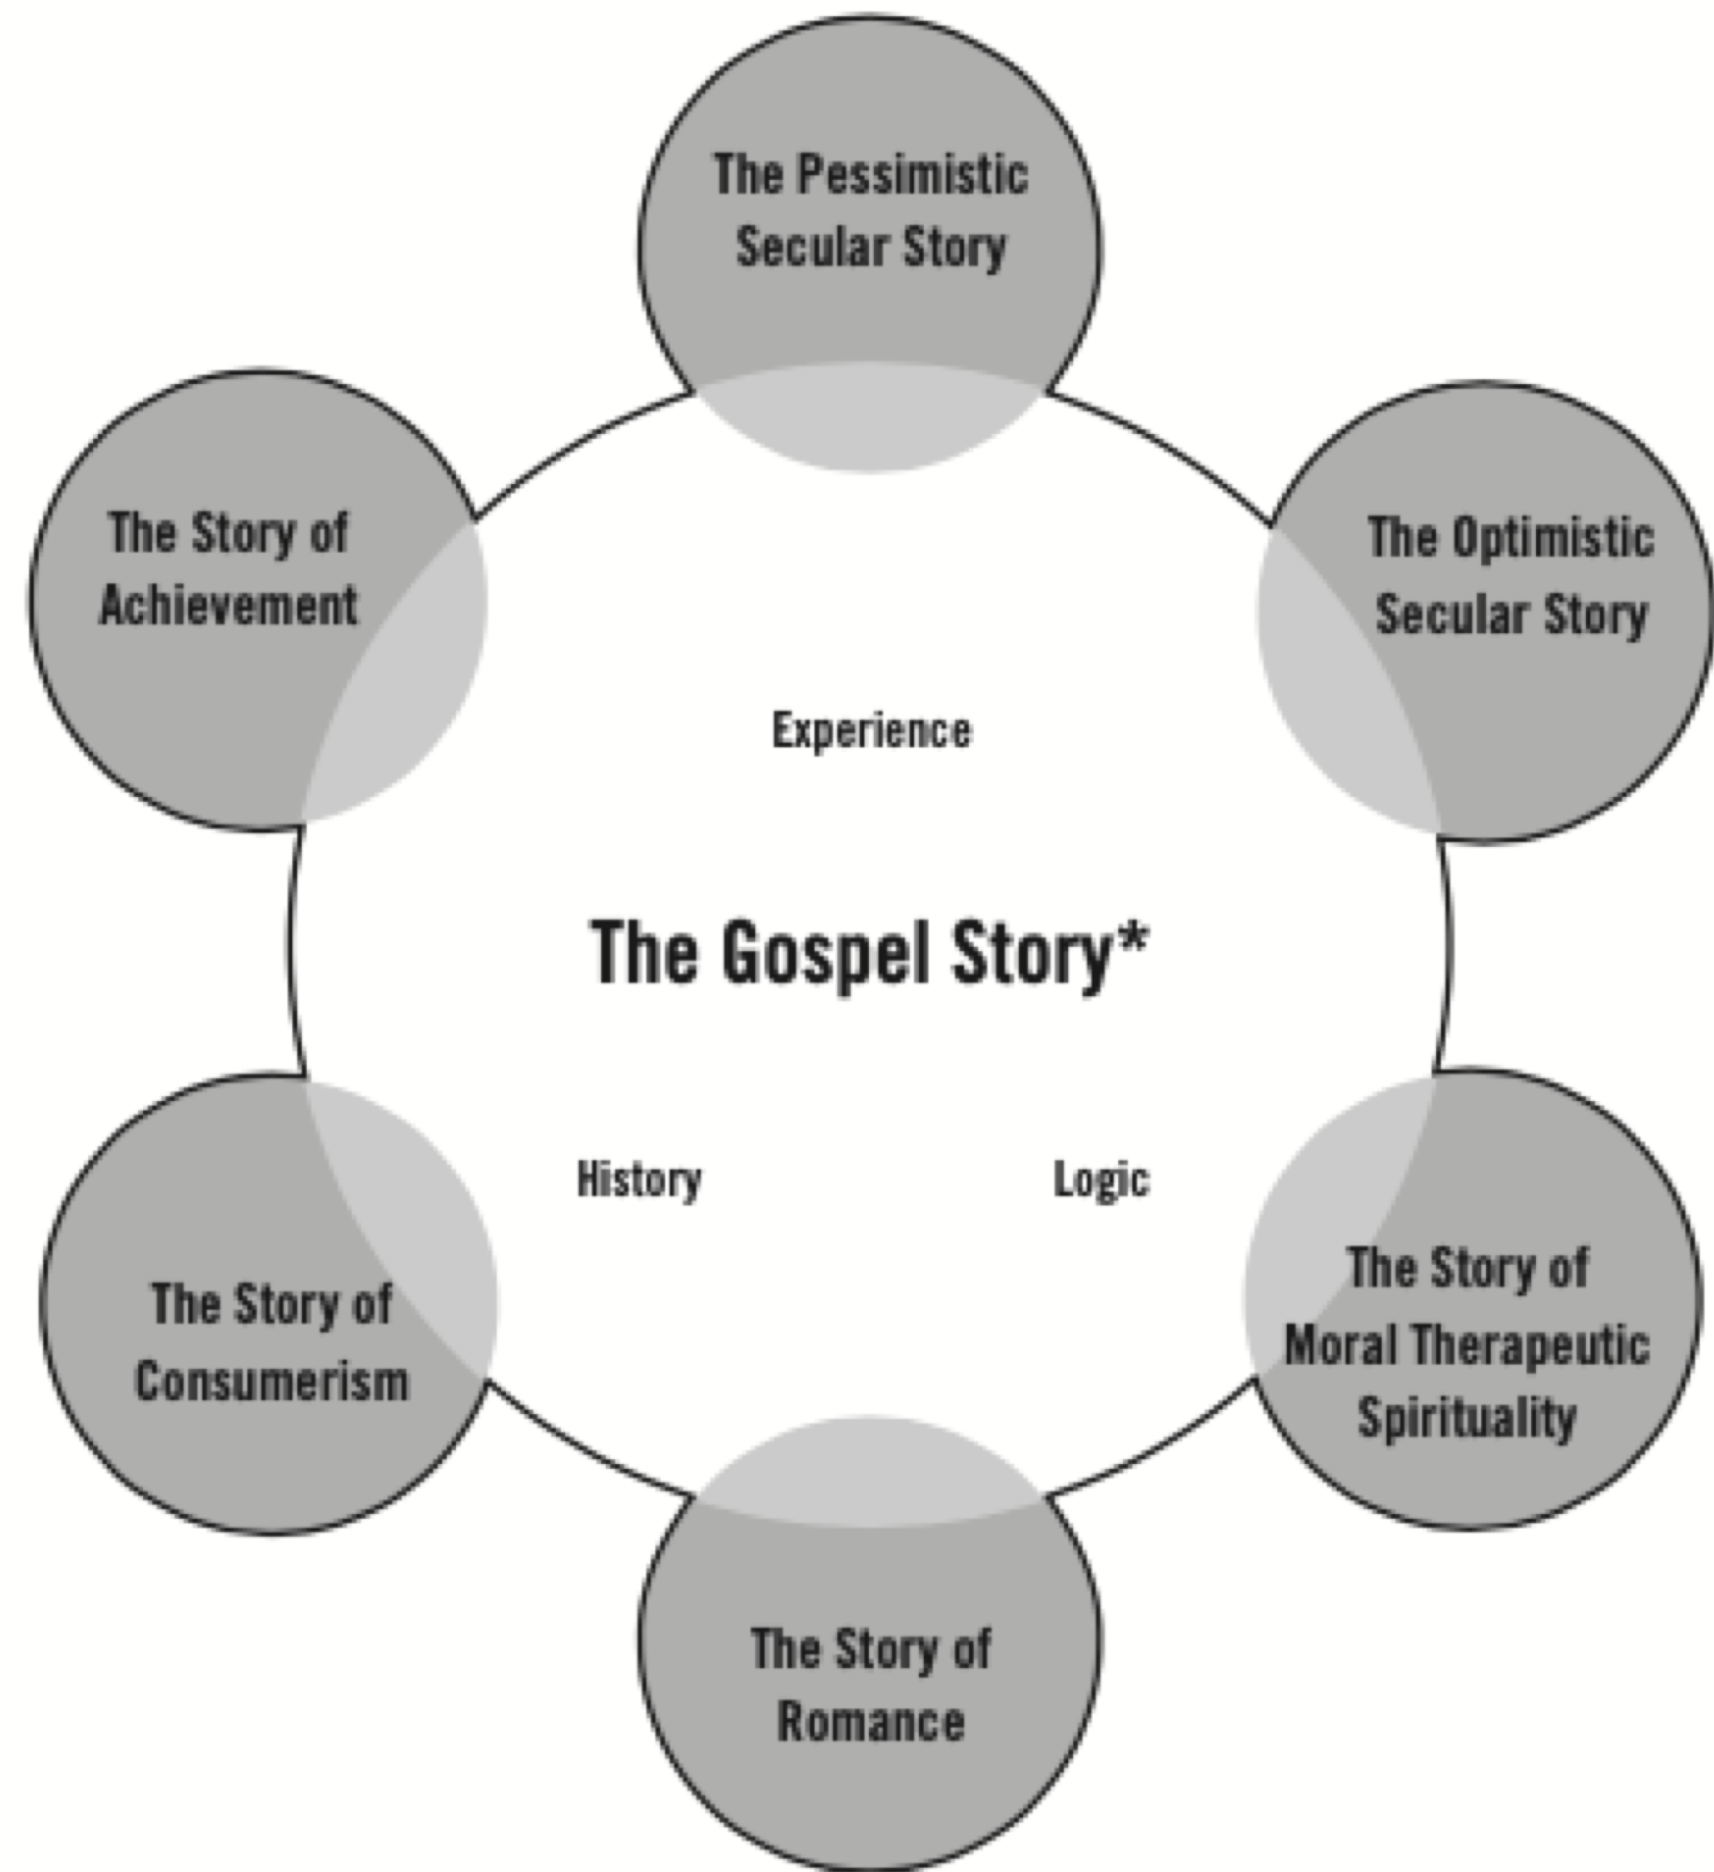 The Pessimistic
Secular Story
The Story of
Achievement
The Optimistic
Secular Story
Experience
The Gospel Story*
History
Logic
The Story of
Consumerism
The Story of
Moral Therapeutic
Spirituality
The Story of
Romance